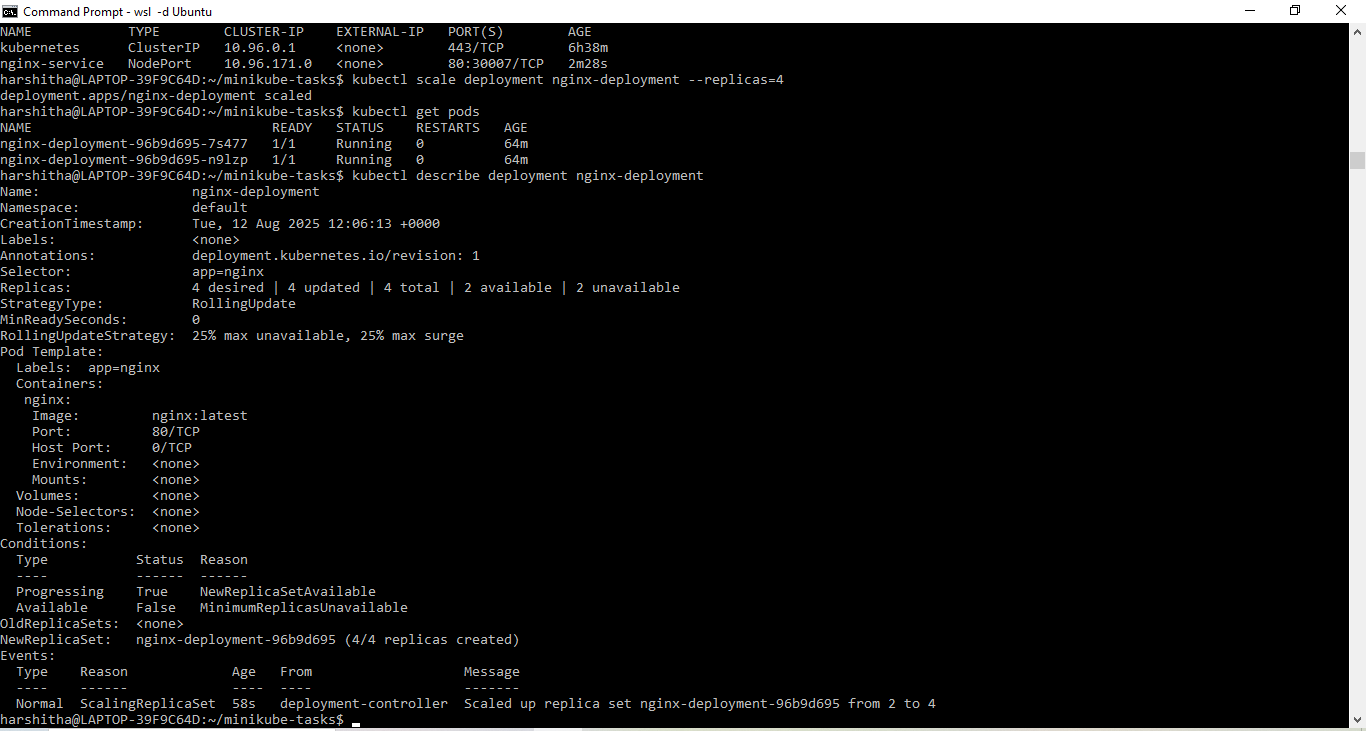 Command Prompt - wsl -d Ubuntu
NAME            TYPE        CLUSTER-IP    EXTERNAL-IP   PORT(S)        AGE
kubernetes      ClusterIP   10.96.0.1     <none>        443/TCP        6h38m
nginx-service   NodePort    10.96.171.0   <none>        80:30007/TCP   2m28s
harshitha@LAPTOP-39F9C64D:~/minikube-tasks$ kubectl scale deployment nginx-deployment --replicas=4
deployment.apps/nginx-deployment scaled
harshitha@LAPTOP-39F9C64D:~/minikube-tasks$ kubectl get pods
NAME                              READY   STATUS    RESTARTS   AGE
nginx-deployment-96b9d695-7s477   1/1     Running   0          64m
nginx-deployment-96b9d695-n9lzp   1/1     Running   0          64m
harshitha@LAPTOP-39F9C64D:~/minikube-tasks$ kubectl describe deployment nginx-deployment
Name:                   nginx-deployment
Namespace:              default
CreationTimestamp:      Tue, 12 Aug 2025 12:06:13 +0000
Labels:                 <none>
Annotations:            deployment.kubernetes.io/revision: 1
Selector:               app=nginx
Replicas:               4 desired | 4 updated | 4 total | 2 available | 2 unavailable
StrategyType:           RollingUpdate
MinReadySeconds:        0
RollingUpdateStrategy:  25% max unavailable, 25% max surge
Pod Template:
  Labels:  app=nginx
  Containers:
   nginx:
    Image:         nginx:latest
    Port:          80/TCP
    Host Port:     0/TCP
    Environment:   <none>
    Mounts:        <none>
  Volumes:         <none>
  Node-Selectors:  <none>
  Tolerations:     <none>
Conditions:
  Type           Status  Reason
  ----           ------  ------
  Progressing    True    NewReplicaSetAvailable
  Available      False   MinimumReplicasUnavailable
OldReplicaSets:  <none>
NewReplicaSet:   nginx-deployment-96b9d695 (4/4 replicas created)
Events:
  Type    Reason             Age   From                   Message
  ----    ------             ----  ----                   -------
  Normal  ScalingReplicaSet  58s   deployment-controller  Scaled up replica set nginx-deployment-96b9d695 from 2 to 4
harshitha@LAPTOP-39F9C64D:~/minikube-tasks$